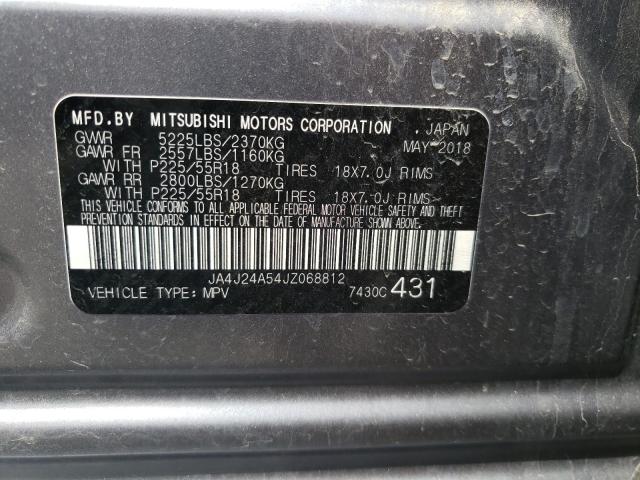 MFD.BY MITSUBISHI MOTORS CORPORATION , JAPAN
GVWR 5225LBS/2370KG MAY 2018
GAWR FR 2557LBS/1160KG
WITH P225/55R18 TIRES 18X7.0J RIMS
GAWR RR 2800LBS/1270KG
WITH P225/55R18 TIRES 18X7.0J RIMS
THIS VEHICLE CONFORMS TO ALL APPLICABLE FEDERAL MOTOR VEHICLE SAFETY AND THEFT
PREVENTION STANDARDS IN EFFECT ON THE DATE OF MANUFACTURE SHOWN ABOVE.
JA4J24A54JZ068812
VEHICLE TYPE: MPV 7430C 431